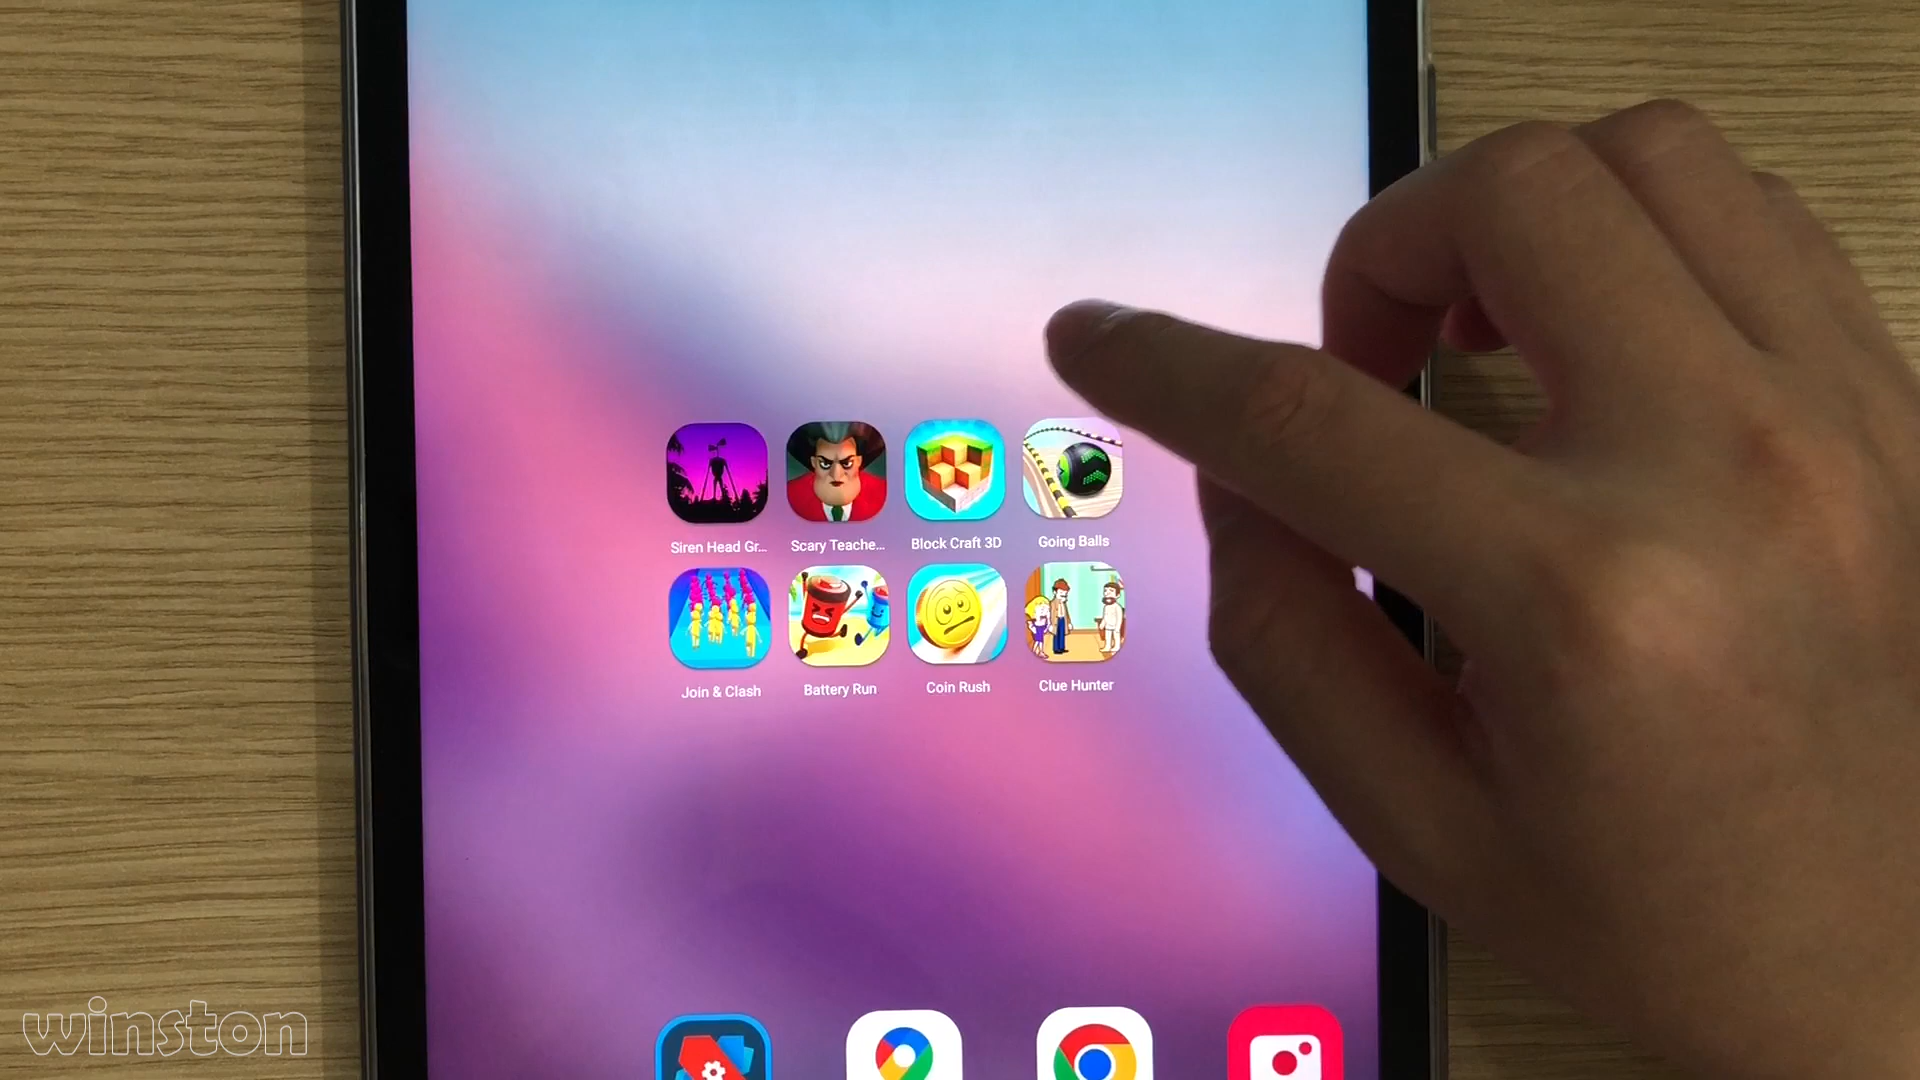 Siren Head Gr...
Scary Teache...
Block Craft 3D
Going Balls
Join & Clash
Battery Run
Coin Rush
Clue Hunter
winston